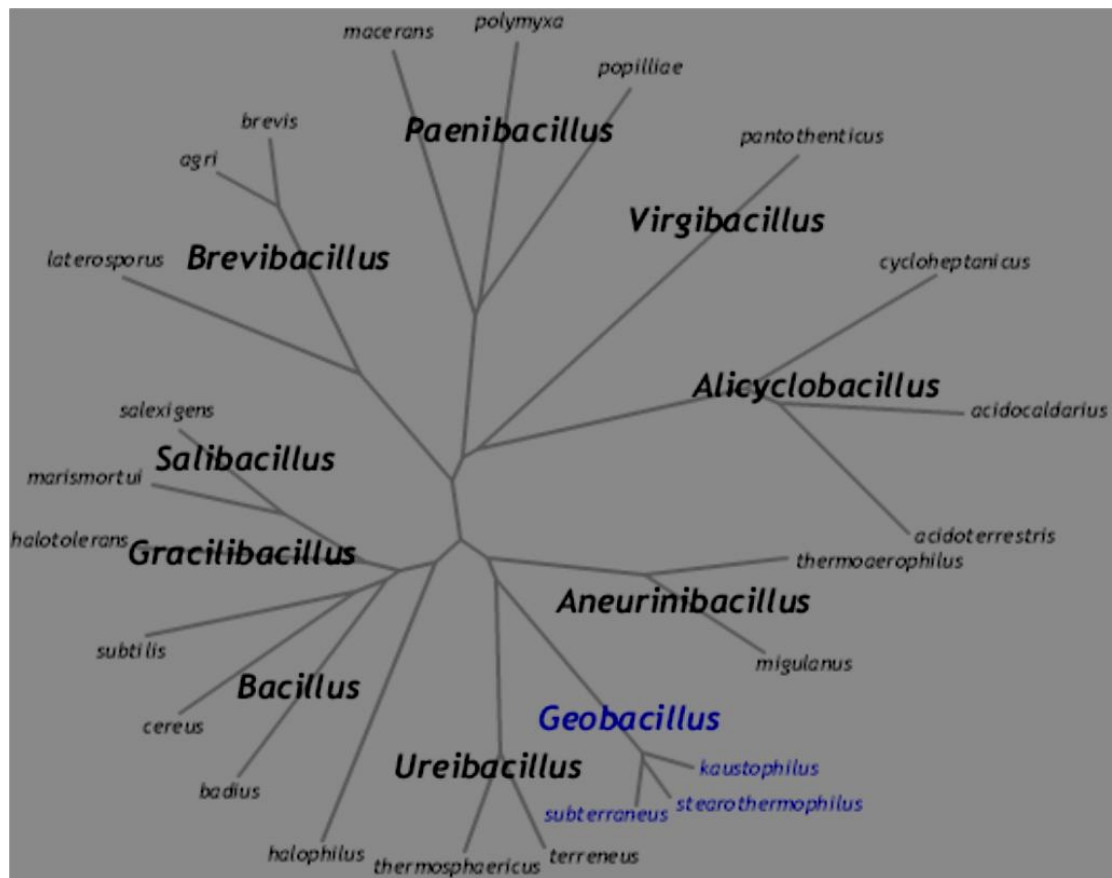 polymyxa
macerans
popilliae
brevis
Paenibacillus
agri
pantothenticus
Virgibacillus
laterosporus
Brevibacillus
cycloheptanicus
Alicyclobacillus
salexigens
acidocaldarius
Salibacillus
marismortui
halotolerans
Gracilibacillus
acidoterrestris
thermoaerophilus
Aneurinibacillus
subtilis
migulanus
Bacillus
Geobacillus
cereus
Ureibacillus
kaustophilus
badius
stearothermophilus
subterraneus
halophilus
terreneus
thermosphaericus